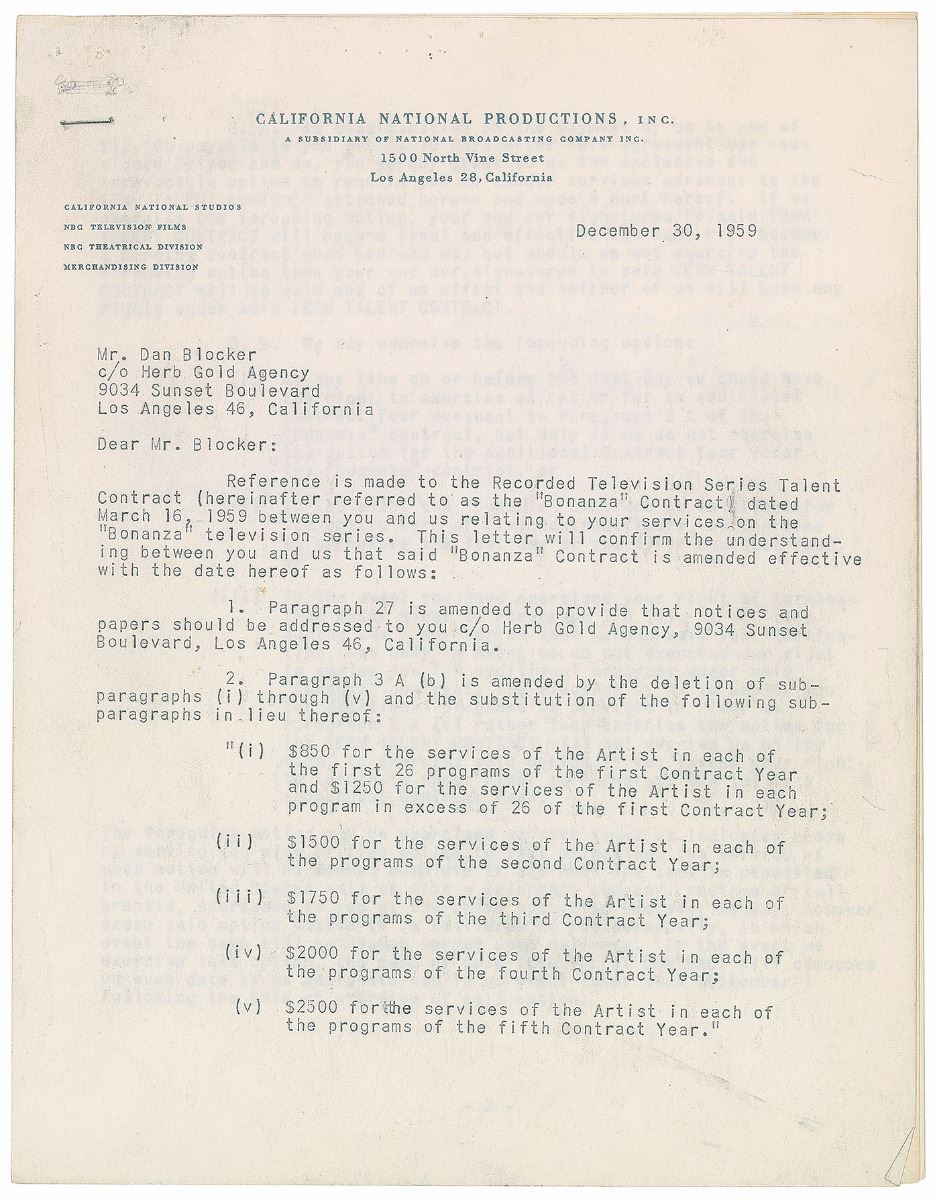 CALIFORNIA NATIONAL PRODUCTIONS, INC.
A SUBSIDIARY OF NATIONAL BROADCASTING COMPANY INC.
1500 North Vine Street
Los Angeles 28, California
CALIFORNIA NATIONAL STUDIOS
NBC TELEVISION FILMS
NBC THEATRICAL DIVISION
MERCHANDISING DIVISION
December 30, 1959
Mr. Dan Blocker
c/o Herb Gold Agency
9034 Sunset Boulevard
Los Angeles 46, California
Dear Mr. Blocker:
Reference is made to the Recorded Television Series Talent
Contract (hereinafter referred to as the "Bonanza" Contract) dated
March 16, 1959 between you and us relating to your services on the
"Bonanza" television series. This letter will confirm the understand-
ing between you and us that said "Bonanza" Contract is amended effective
with the date hereof as follows:
1. Paragraph 27 is amended to provide that notices and
papers should be addressed to you c/o Herb Gold Agency, 9034 Sunset
Boulevard, Los Angeles 46, California.
2. Paragraph 3 A (b) is amended by the deletion of sub-
paragraphs (i) through (v) and the substitution of the following sub-
paragraphs in lieu thereof:
"(i) $850 for the services of the Artist in each of
the first 26 programs of the first Contract Year
and $1250 for the services of the Artist in each
program in excess of 26 of the first Contract Year;
(ii) $1500 for the services of the Artist in each of
the programs of the second Contract Year;
(iii) $1750 for the services of the Artist in each of
the programs of the third Contract Year;
(iv) $2000 for the services of the Artist in each of
the programs of the fourth Contract Year;
(v) $2500 for the services of the Artist in each of
the programs of the fifth Contract Year."